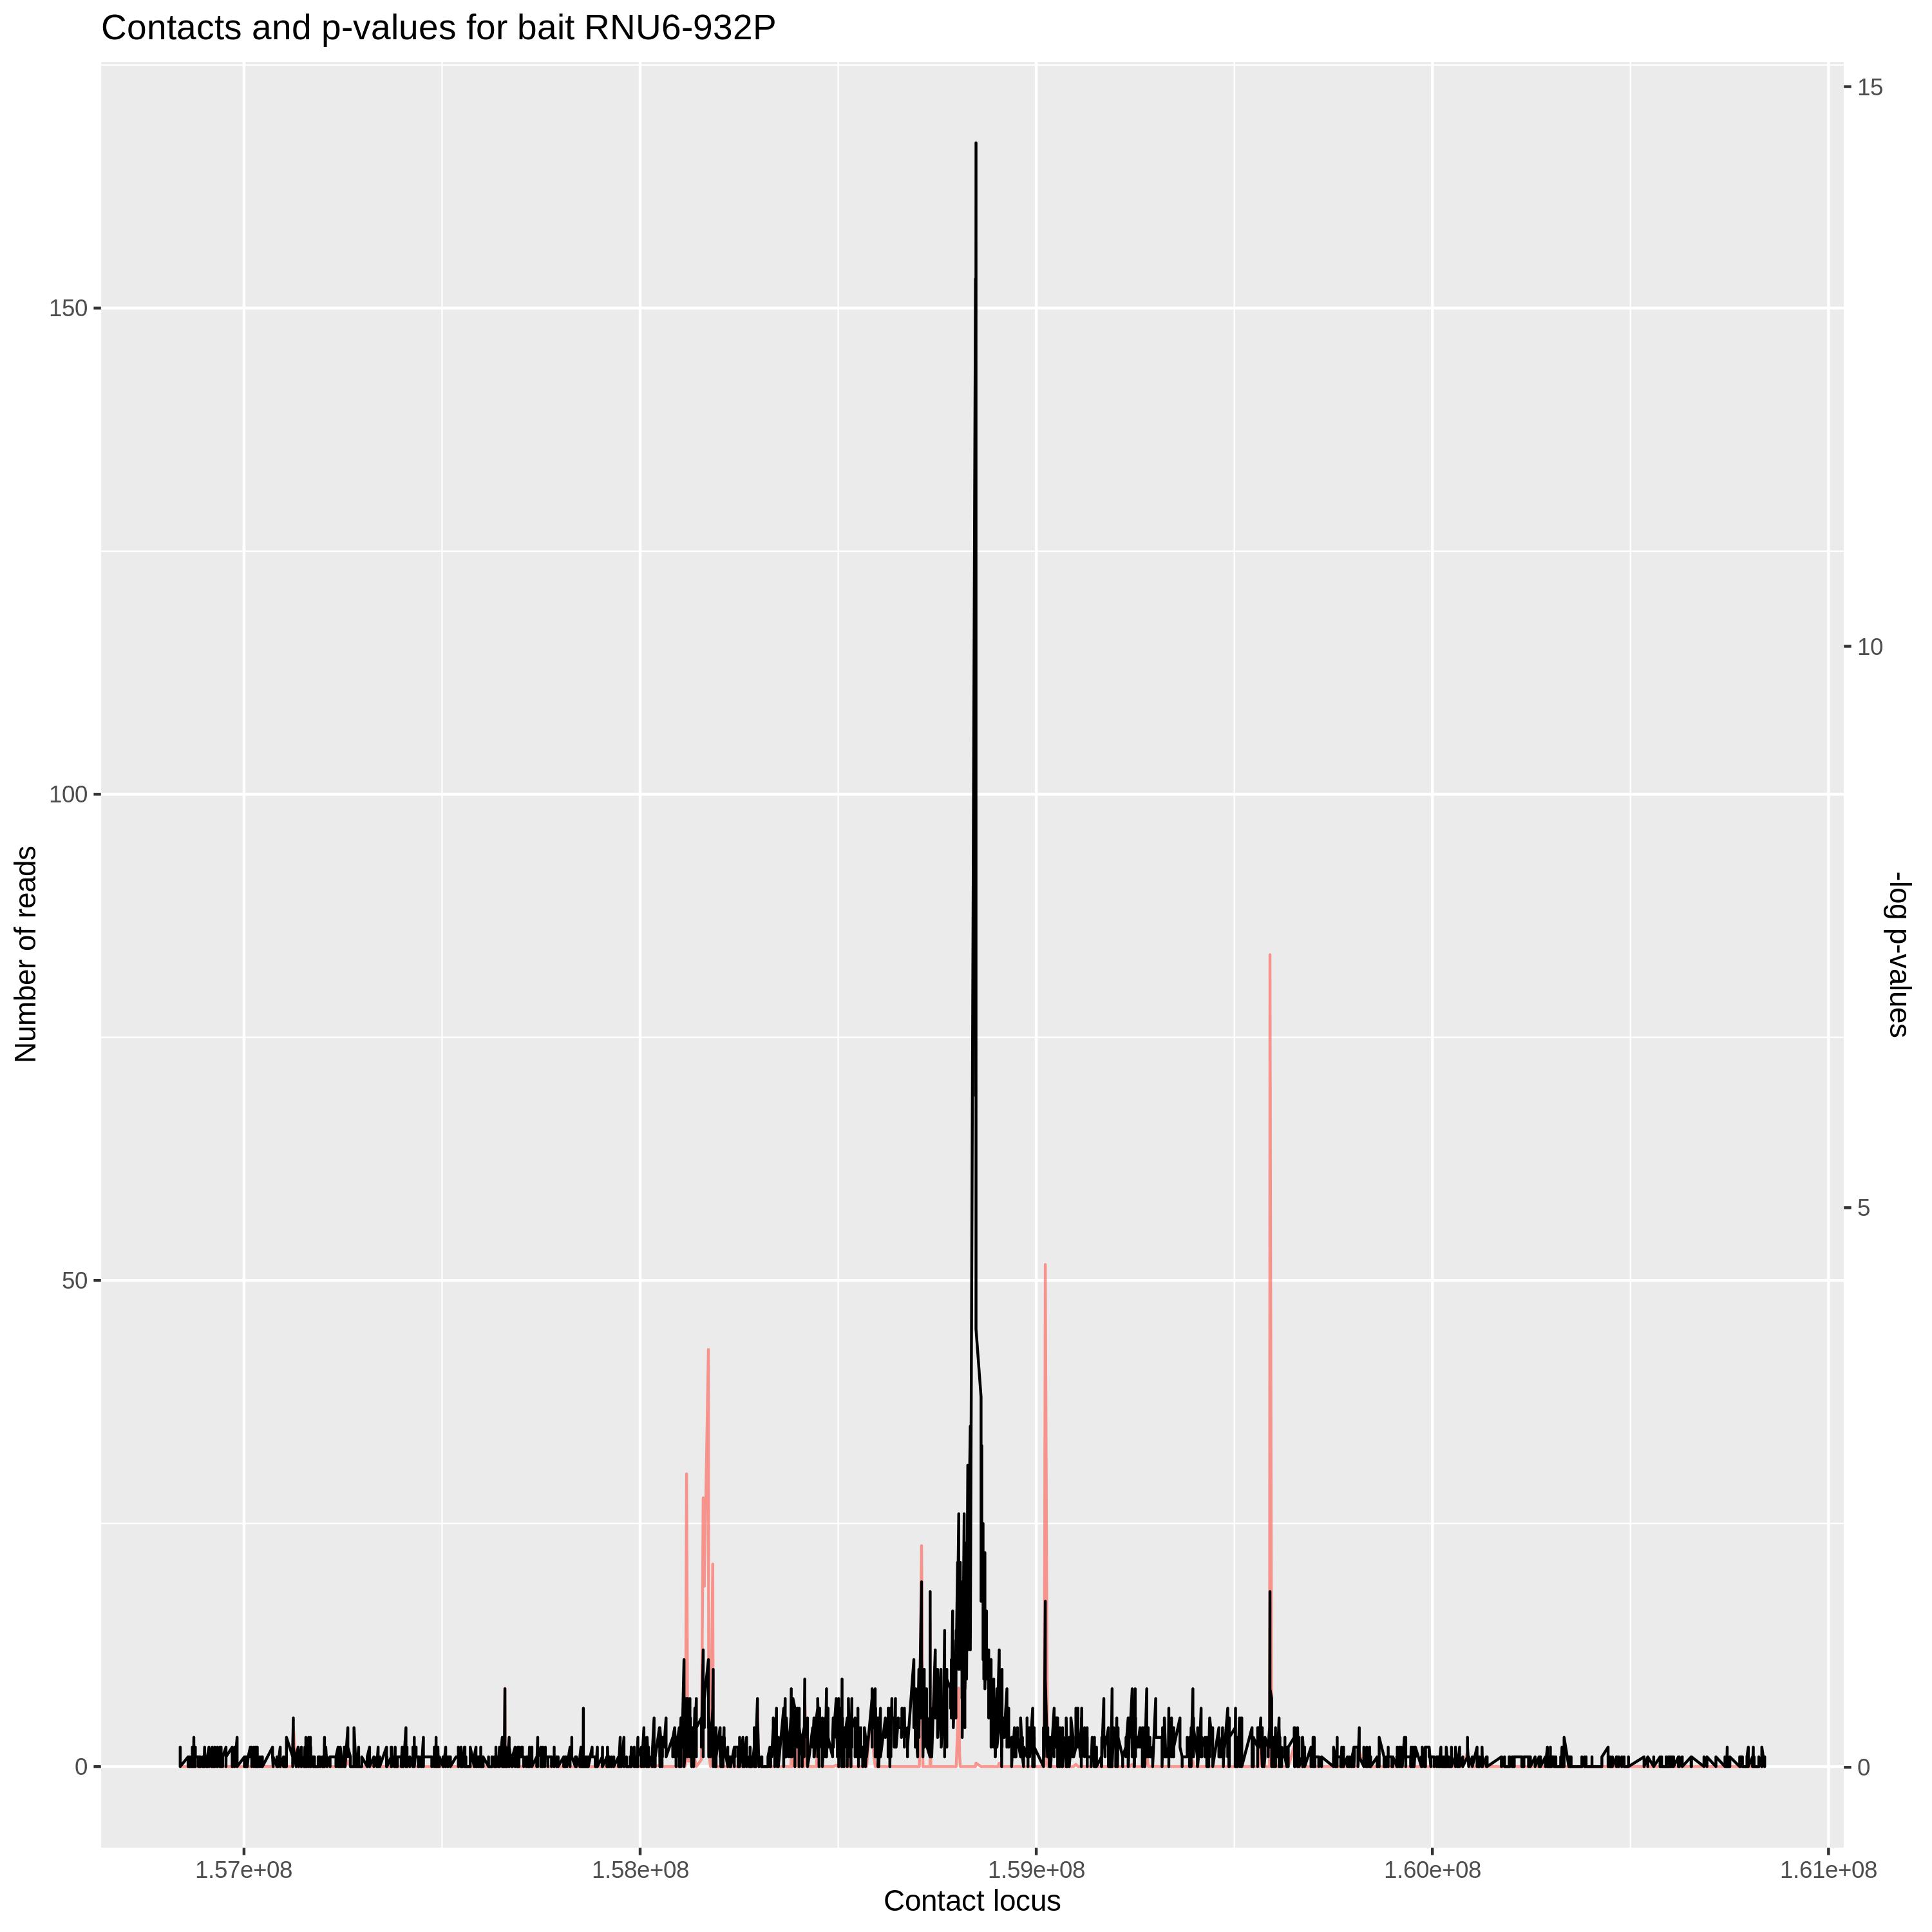 Contacts and p-values for bait RNU6-932P
150
100
50
0
Number of reads
15
10
5
0
-log p-values
1.57e+08
1.58e+08
1.59e+08
1.60e+08
1.61e+08
Contact locus